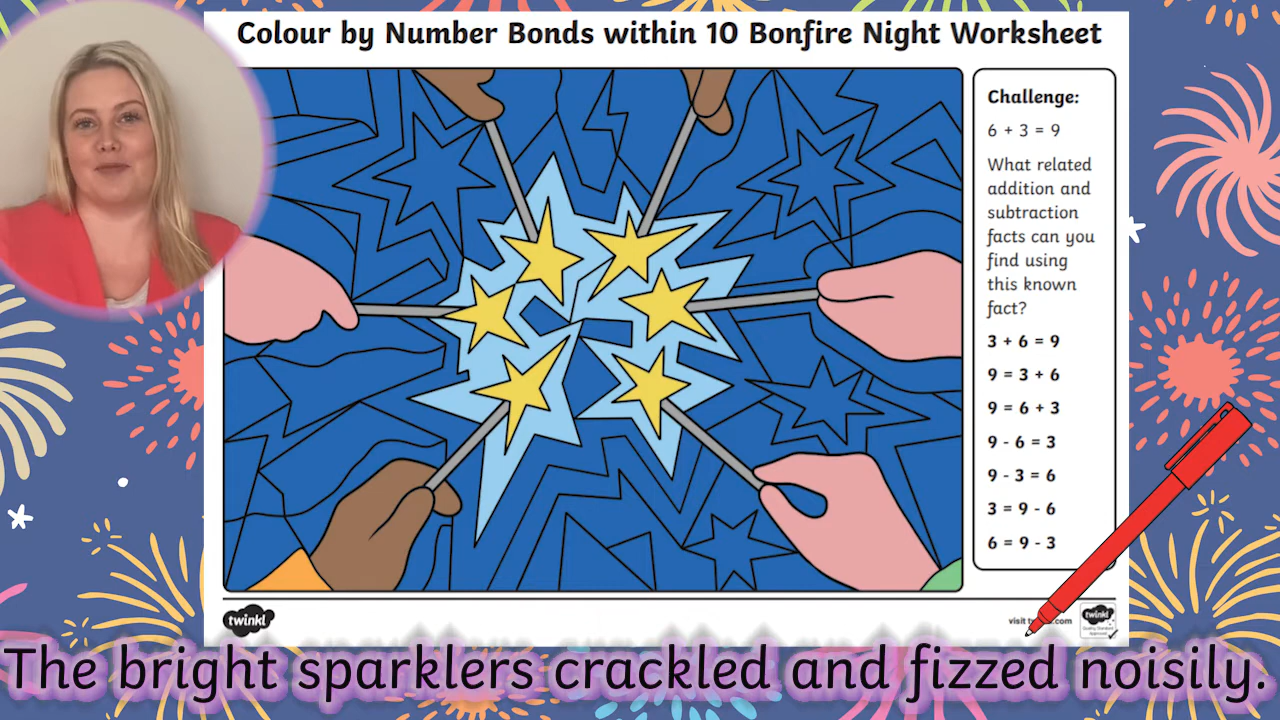 Colour by Number Bonds within 10 Bonfire Night Worksheet
Challenge:
6 + 3 = 9
What related
addition and
subtraction
facts can you
find using
this known
fact?
3 + 6 = 9
9 = 3 + 6
9 = 6 + 3
9 - 6 = 3
9 - 3 = 6
3 = 9 - 6
6 = 9 - 3
twinkl
visit
twinkl
The bright sparklers crackled and fizzed noisily.